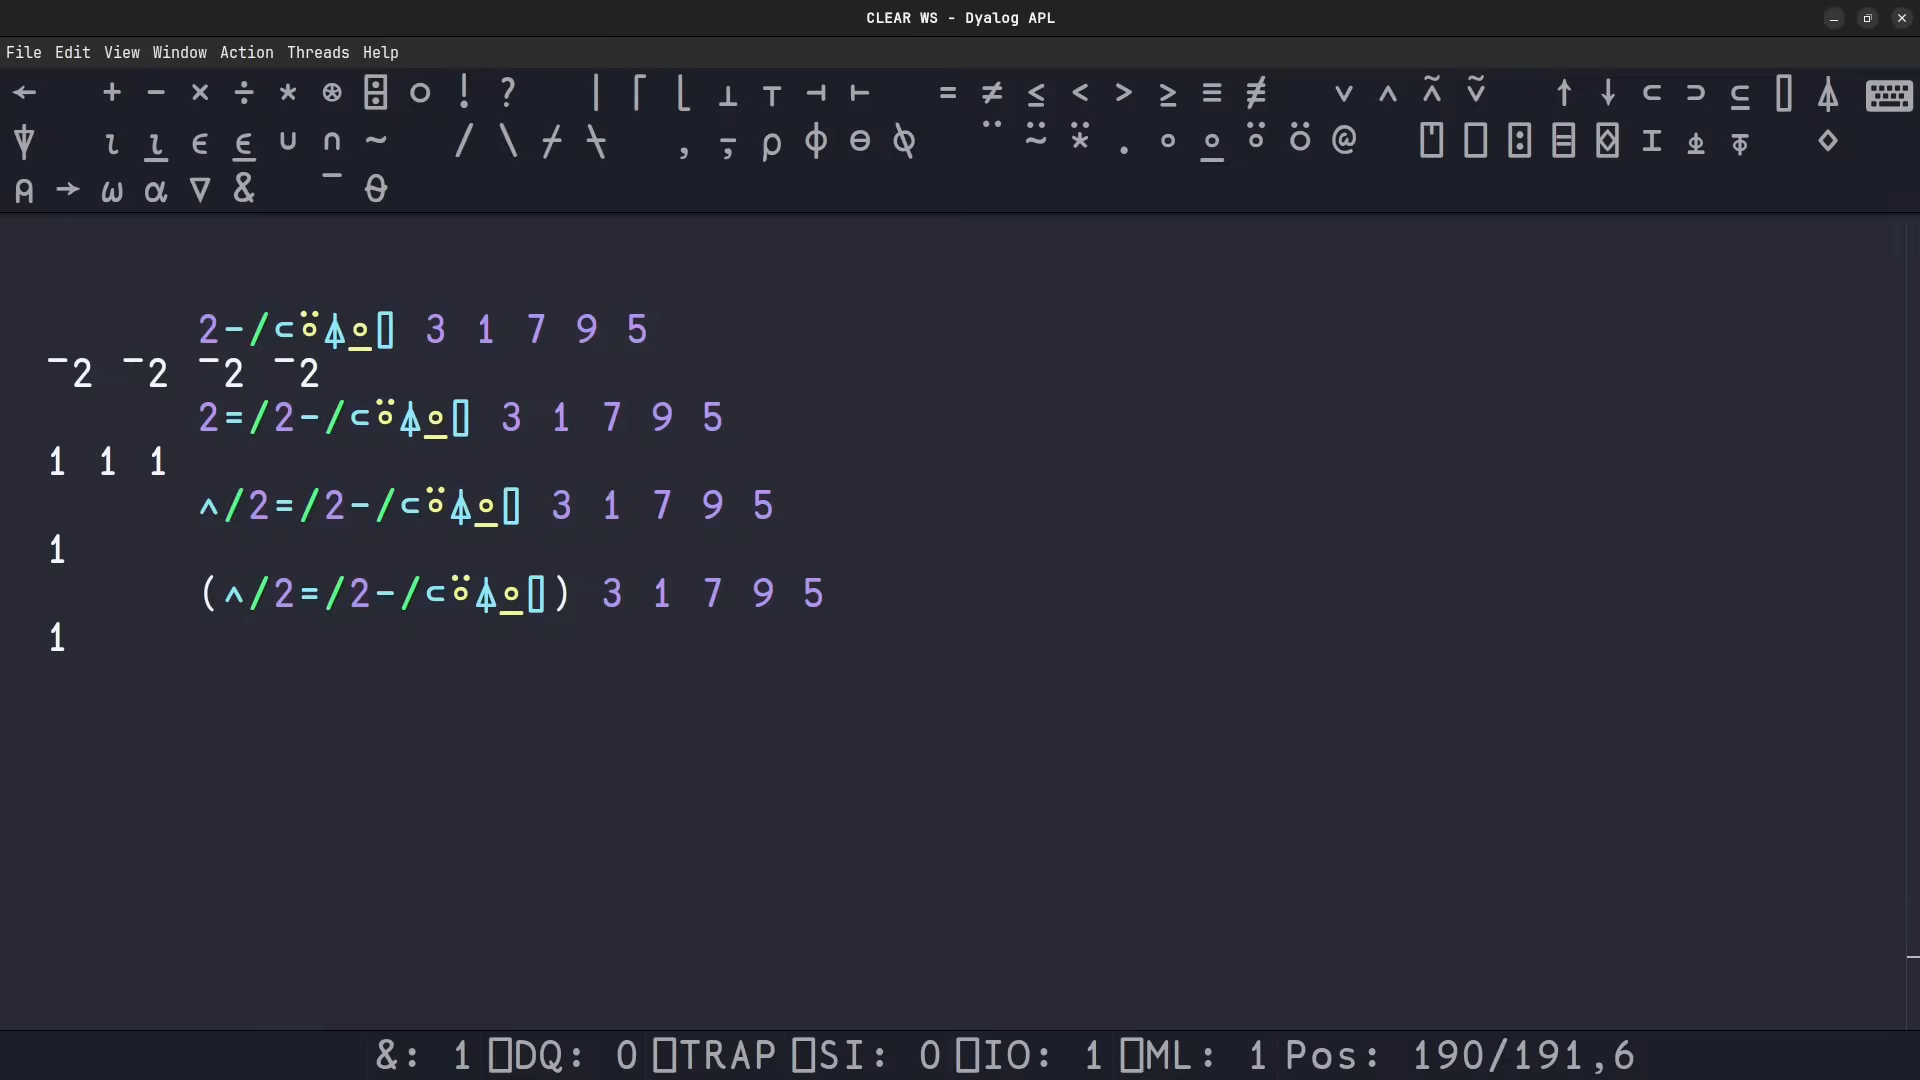 CLEAR WS - Dyalog APL
File Edit View Window Action Threads Help
← + - × ÷ * ⍟ ⌹ ○ ! ? | ⌈ ⌊ ⊥ ⊤ ⊣ ⊢ = ≠ ≤ < > ≥ ≡ ≢ ∨ ∧ ⍲ ⍱ ↑ ↓ ⊂ ⊃ ⊆ ⌷ ⍋
⍒ ⍳ ⍸ ∊ ⍷ ∪ ∩ ~ / \ ⌿ ⍀ , ⍪ ⍴ ⌽ ⊖ ⍉ ¨ ⍨ ⍣ . ∘ ⍛ ⍤ ⍥ @ ⍞ ⎕ ⍠ ⌸ ⌺ ⌶ ⍎ ⍕ ⋄
⍝ → ⍵ ⍺ ∇ & ¯ ⍬
2-/⊂⍤⍋⍛⌷ 3 1 7 9 5
¯2 ¯2 ¯2 ¯2
2=/2-/⊂⍤⍋⍛⌷ 3 1 7 9 5
1 1 1
∧/2=/2-/⊂⍤⍋⍛⌷ 3 1 7 9 5
1
(∧/2=/2-/⊂⍤⍋⍛⌷) 3 1 7 9 5
1
&: 1 ⎕DQ: 0 ⎕TRAP ⎕SI: 0 ⎕IO: 1 ⎕ML: 1 Pos: 190/191,6